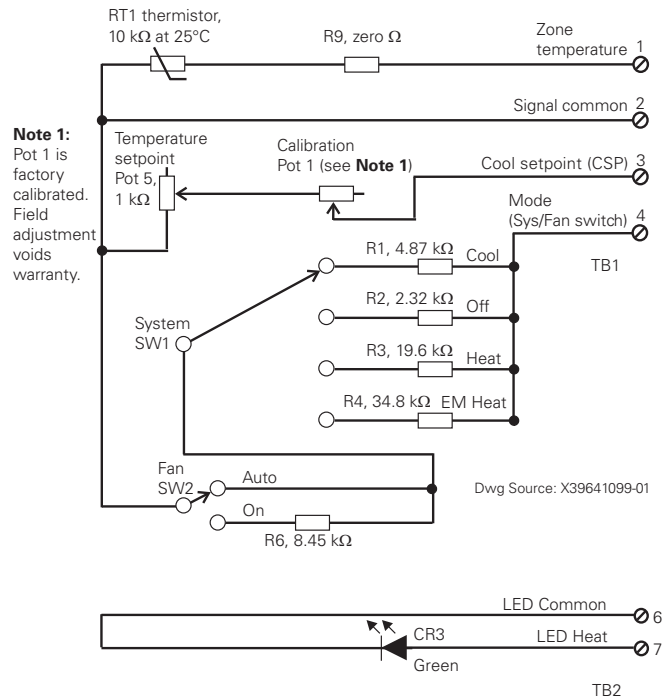 RT1 thermistor,
10 kΩ at 25°C
R9, zero Ω
Zone
temperature
1
Signal common
2
Note 1:
Pot 1 is
factory
calibrated.
Field
adjustment
voids
warranty.
Temperature
setpoint
Pot 5,
1 kΩ
Calibration
Pot 1 (see Note 1)
Cool setpoint (CSP)
3
Mode
(Sys/Fan switch)
4
TB1
R1, 4.87 kΩ
Cool
R2, 2.32 kΩ
Off
System
SW1
R3, 19.6 kΩ
Heat
R4, 34.8 kΩ
EM Heat
Fan
SW2
Auto
On
R6, 8.45 kΩ
Dwg Source: X39641099-01
LED Common
6
CR3
Green
LED Heat
7
TB2